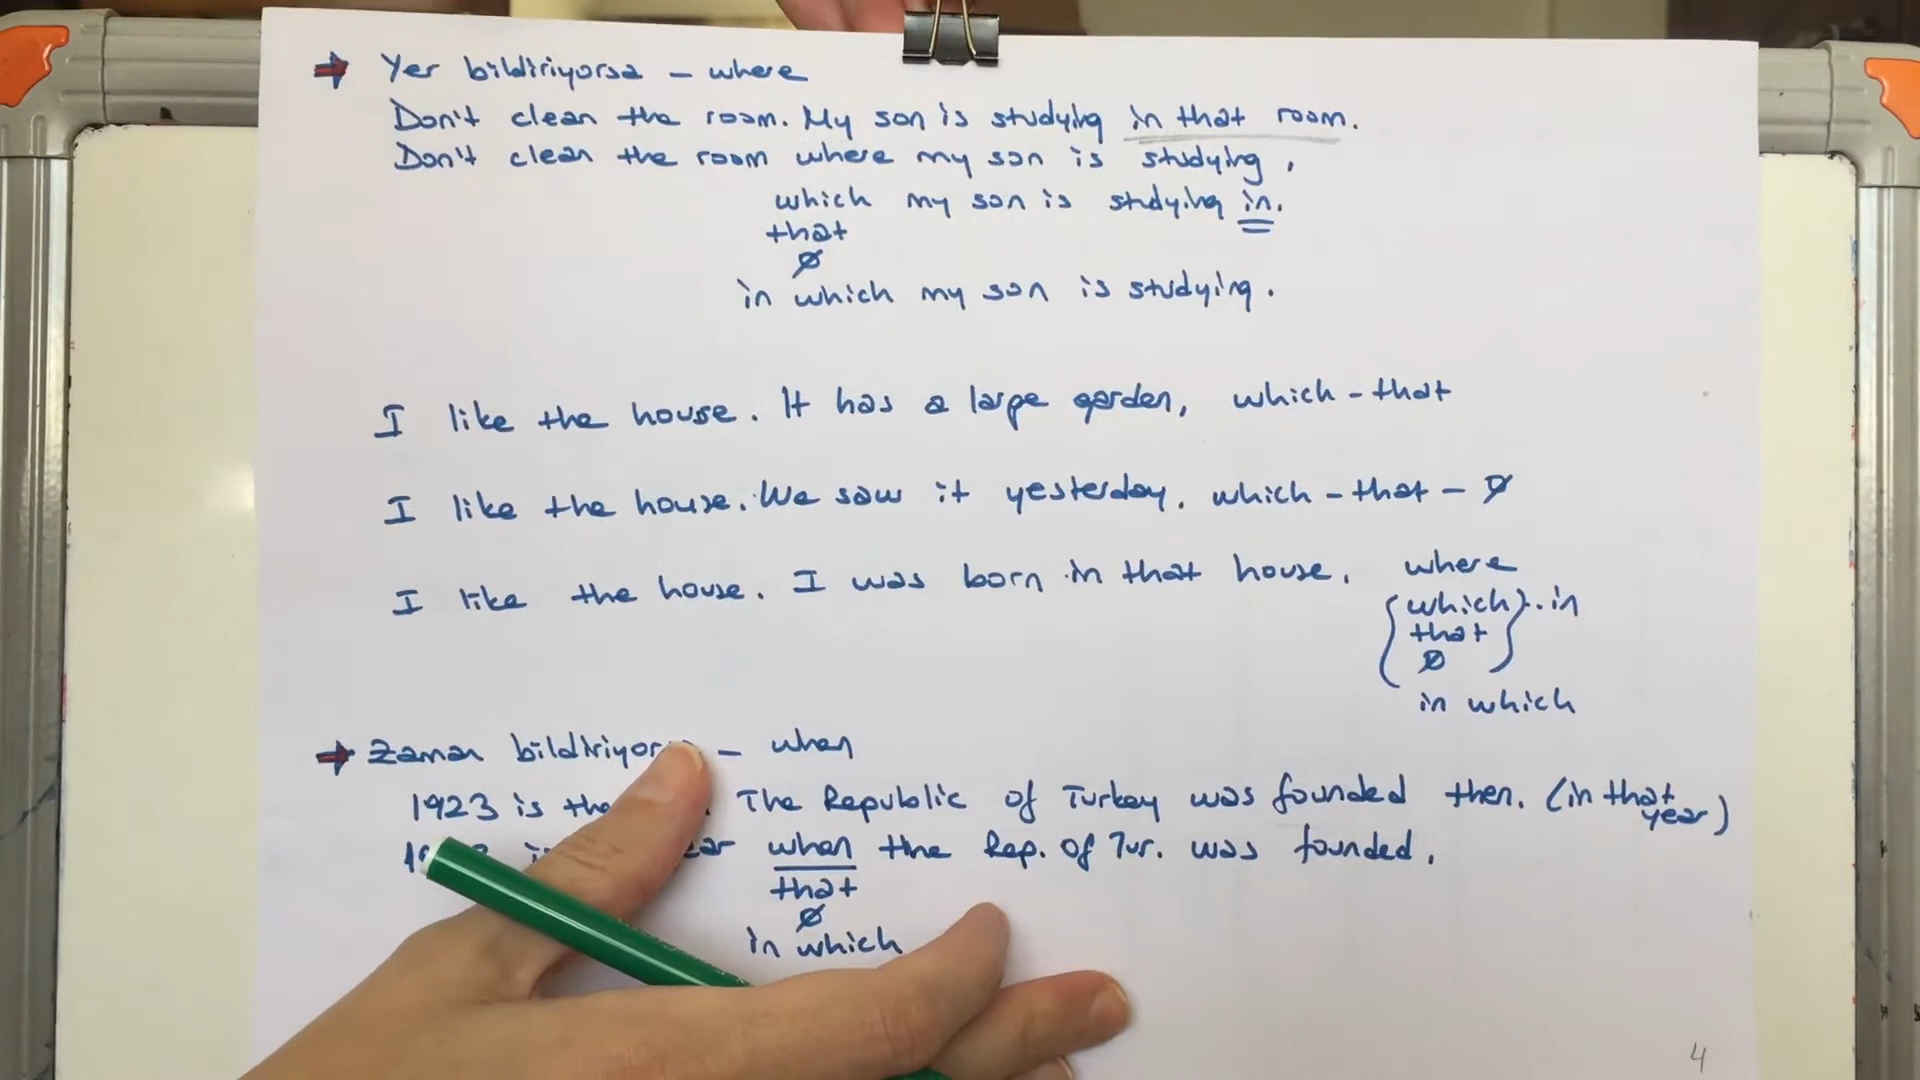 Yer bildiriyorsa - where
Don't clean the room. My son is studying in that room.
Don't clean the room where my son is studying.
which my son is studying in.
that
Ø
in which my son is studying.
I like the house. It has a large garden, which - that
I like the house. We saw it yesterday. which - that - Ø
I like the house. I was born in that house. where
{which}. in
that
Ø
in which
Zaman - when
1923 is the The Republic of Turkey was founded then. (in that year)
when the Rep. of Tur. was founded.
that
Ø
in which
4